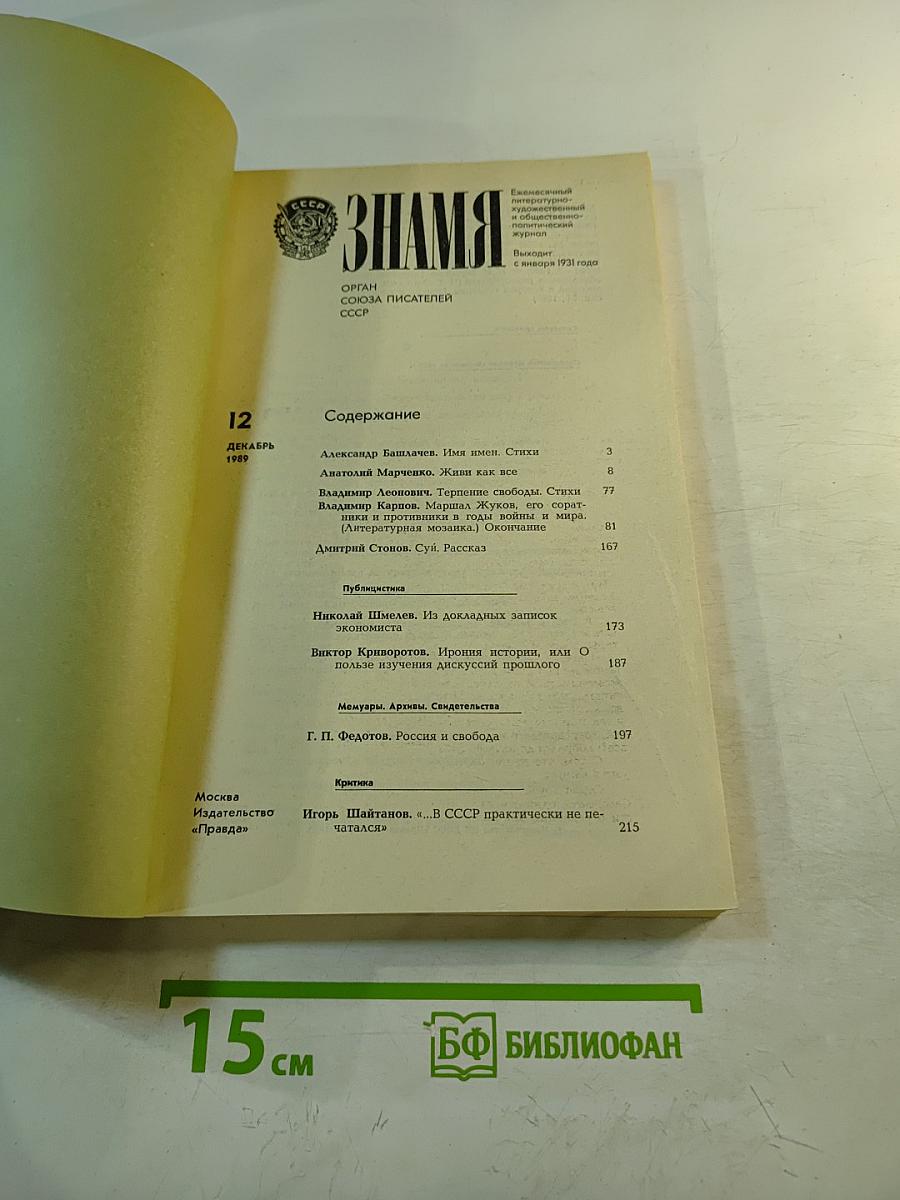 СССР
ЗНАМЯ
Ежемесячный
литературно-
художественный
и общественно-
политический
журнал
Выходит
с января 1931 года
ОРГАН
СОЮЗА ПИСАТЕЛЕЙ
СССР
12
ДЕКАБРЬ
1989
Содержание
Александр Башлачев. Имя имен. Стихи 3
Анатолий Марченко. Живи как все 8
Владимир Леонович. Терпение свободы. Стихи 77
Владимир Карпов. Маршал Жуков, его сорат-
ники и противники в годы войны и мира.
(Литературная мозаика.) Окончание 81
Дмитрий Стонов. Суй. Рассказ 167
Публицистика
Николай Шмелев. Из докладных записок
экономиста 173
Виктор Криворотов. Ирония истории, или О
пользе изучения дискуссий прошлого 187
Мемуары. Архивы. Свидетельства
Г. П. Федотов. Россия и свобода 197
Критика
Игорь Шайтанов. «...В СССР практически не пе-
чатался» 215
Москва
Издательство
«Правда»
15 см
БФ БИБЛИОФАН